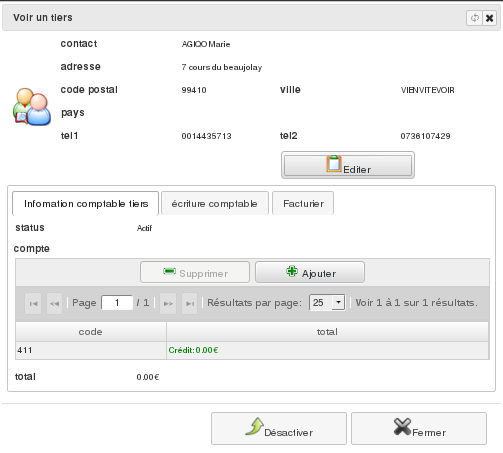 Voir un tiers
contact AGIOO Marie
adresse 7 cours du beaujolay
code postal 99410 ville VIENVITEVOIR
pays
tel1 0014435713 tel2 0736107429
Editer
Infomation comptable tiers écriture comptable Facturier
status Actif
compte
Supprimer Ajouter
Page 1 / 1 Résultats par page: 25 Voir 1 à 1 sur 1 résultats.
code total
411 Crédit: 0.00€
total 0.00€
Désactiver Fermer